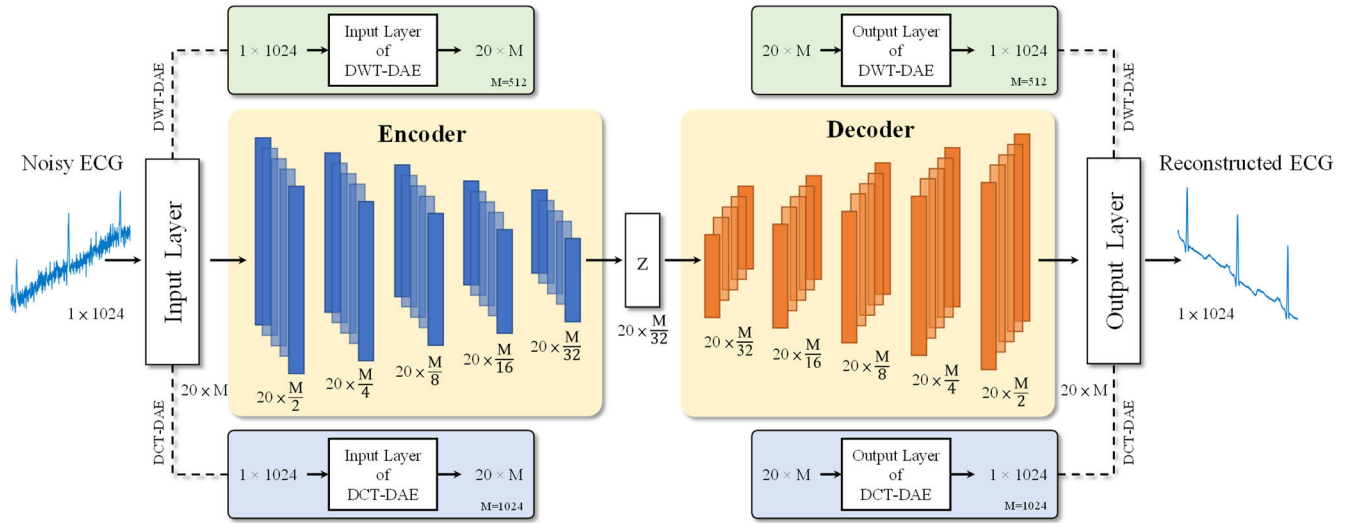 1 × 1024
Input Layer
of
DWT-DAE
20 × M
M=512
20 × M
Output Layer
of
DWT-DAE
1 × 1024
M=512
DWT-DAE
DWT-DAE
Encoder
Decoder
Noisy ECG
1 x 1024
Input Layer
20 × M
20 × M/2
20 × M/4
20 × M/8
20 × M/16
20 × M/32
Z
20 × M/32
20 × M/32
20 × M/16
20 × M/8
20 × M/4
20 × M/2
20 × M
Output Layer
Reconstructed ECG
1 x 1024
DCT-DAE
DCT-DAE
1 × 1024
Input Layer
of
DCT-DAE
20 × M
M=1024
20 × M
Output Layer
of
DCT-DAE
1 × 1024
M=1024